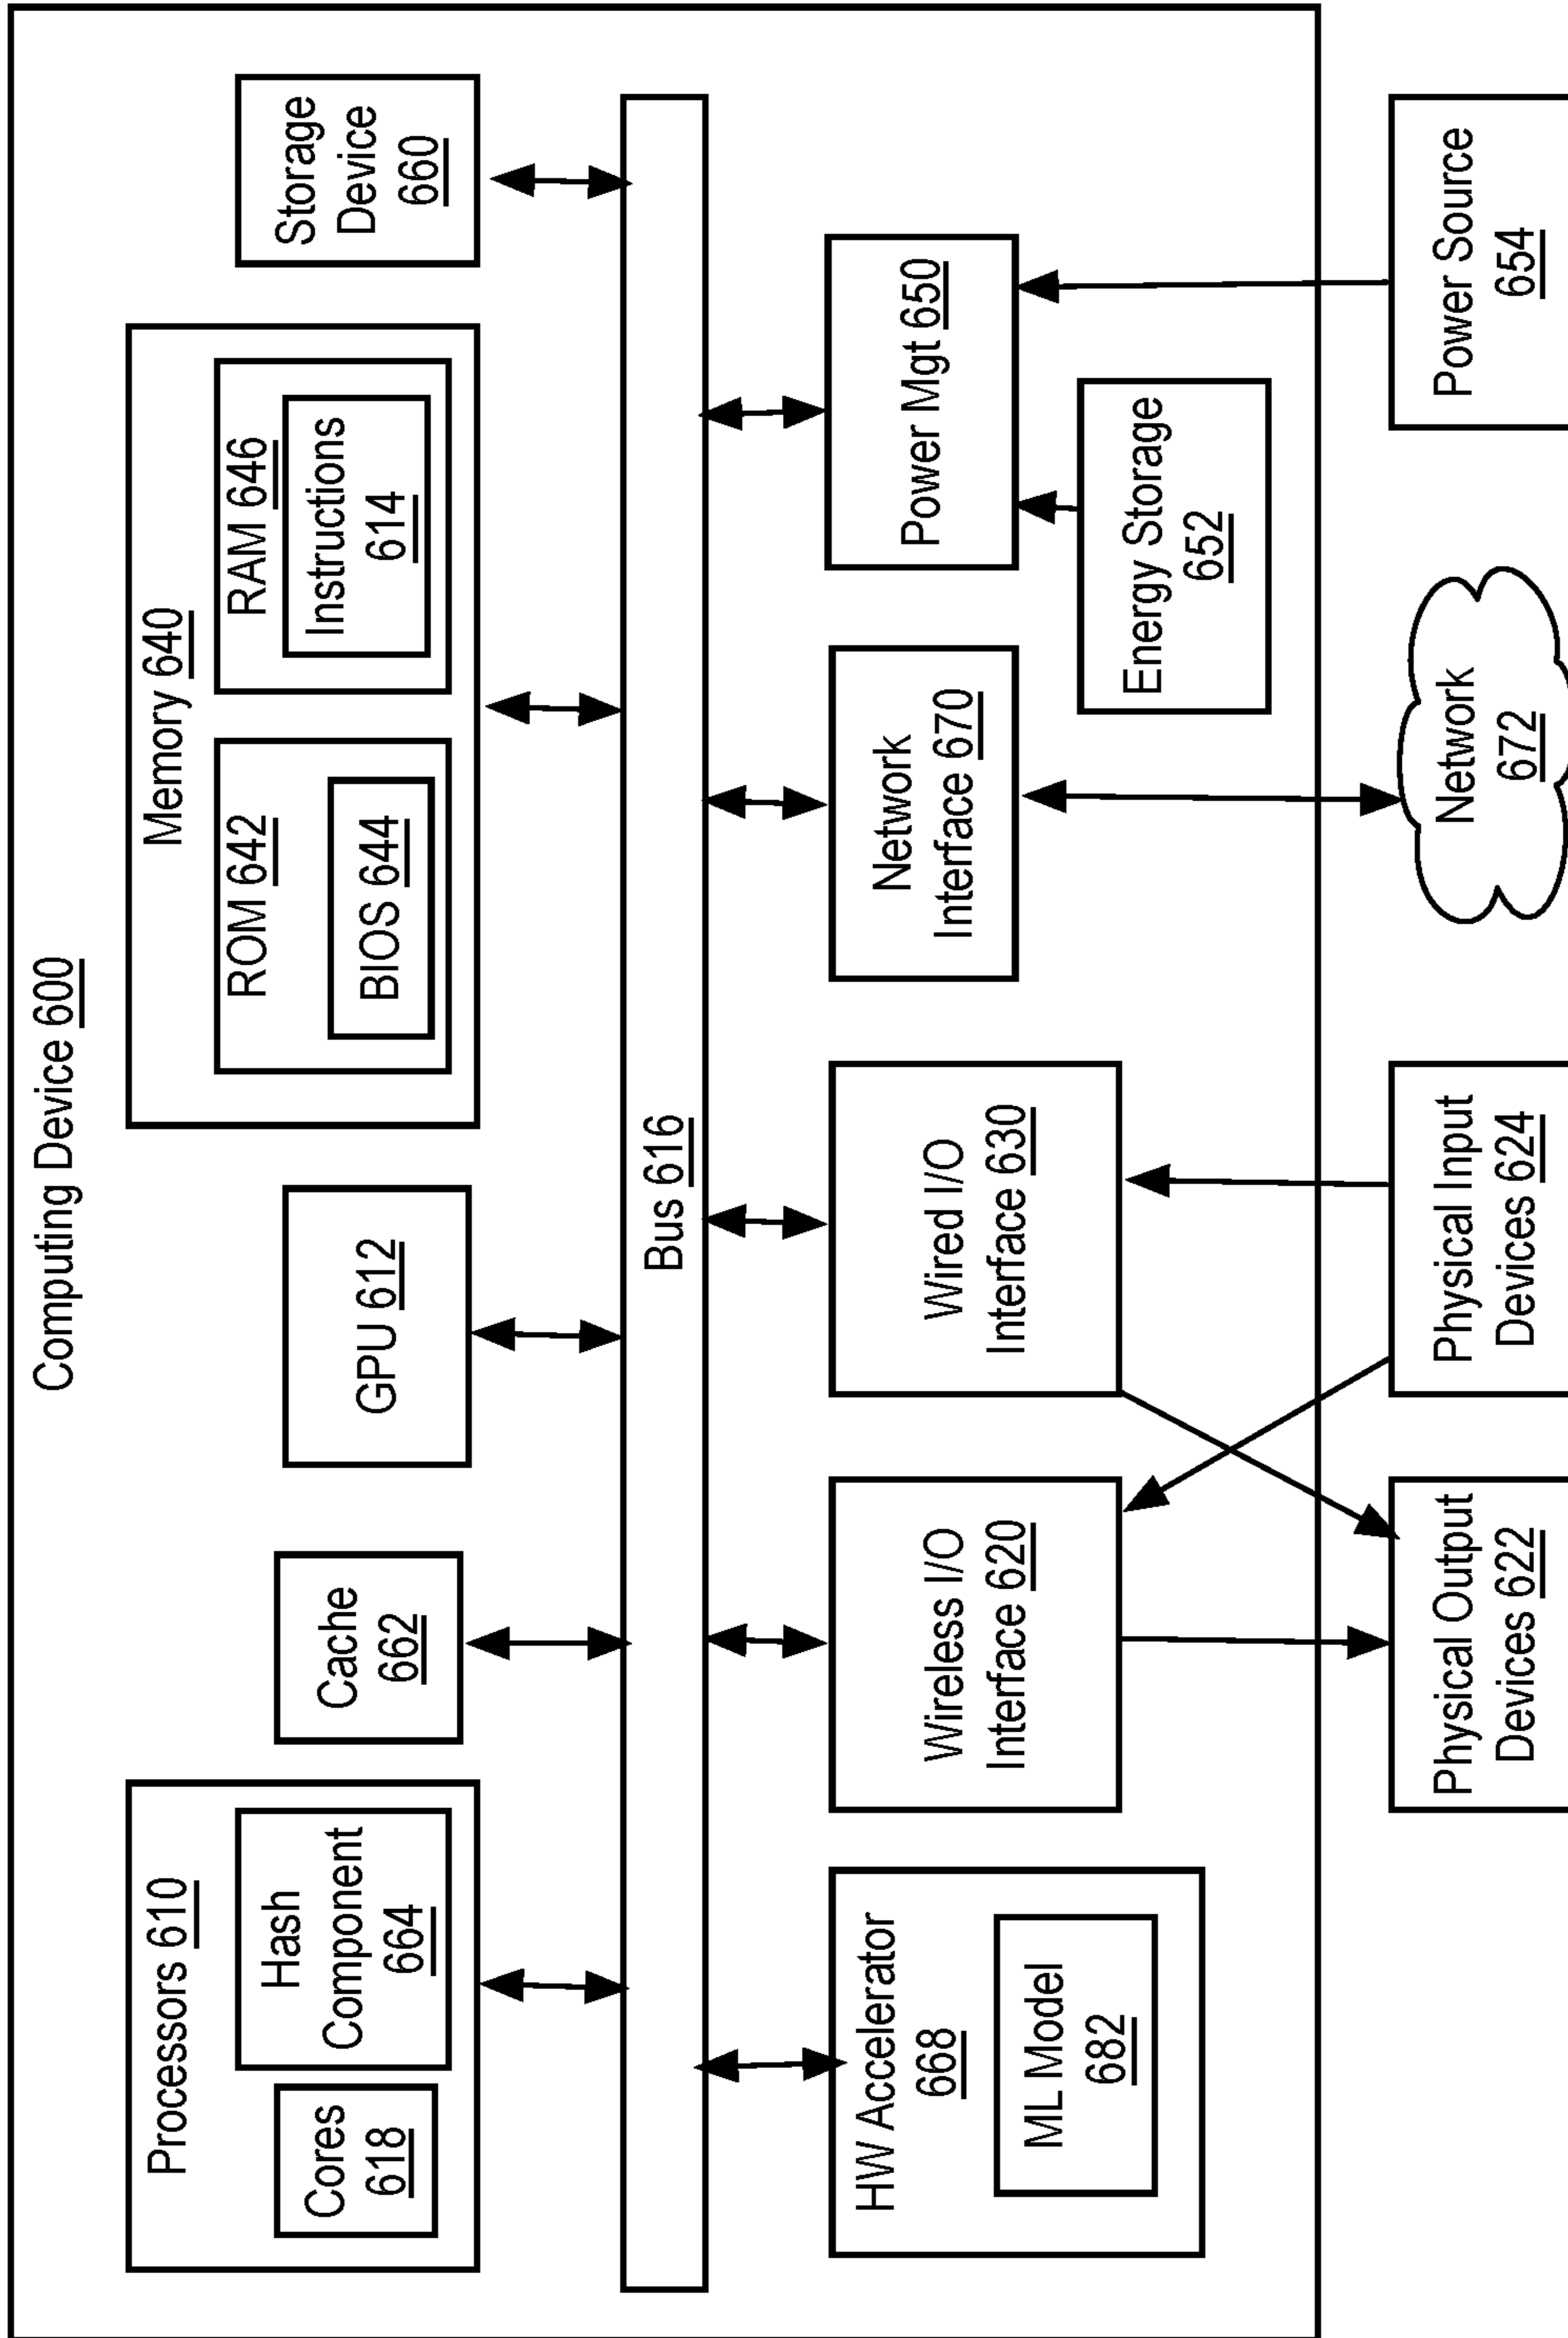 Computing Device 600
Processors 610
Cores
618
Hash
Component
664
Cache
662
GPU 612
Memory 640
ROM 642
BIOS 644
RAM 646
Instructions
614
Storage
Device
660
Bus 616
HW Accelerator
668
ML Model
682
Wireless I/O
Interface 620
Wired I/O
Interface 630
Network
Interface 670
Power Mgt 650
Energy Storage
652
Physical Output
Devices 622
Physical Input
Devices 624
Network
672
Power Source
654